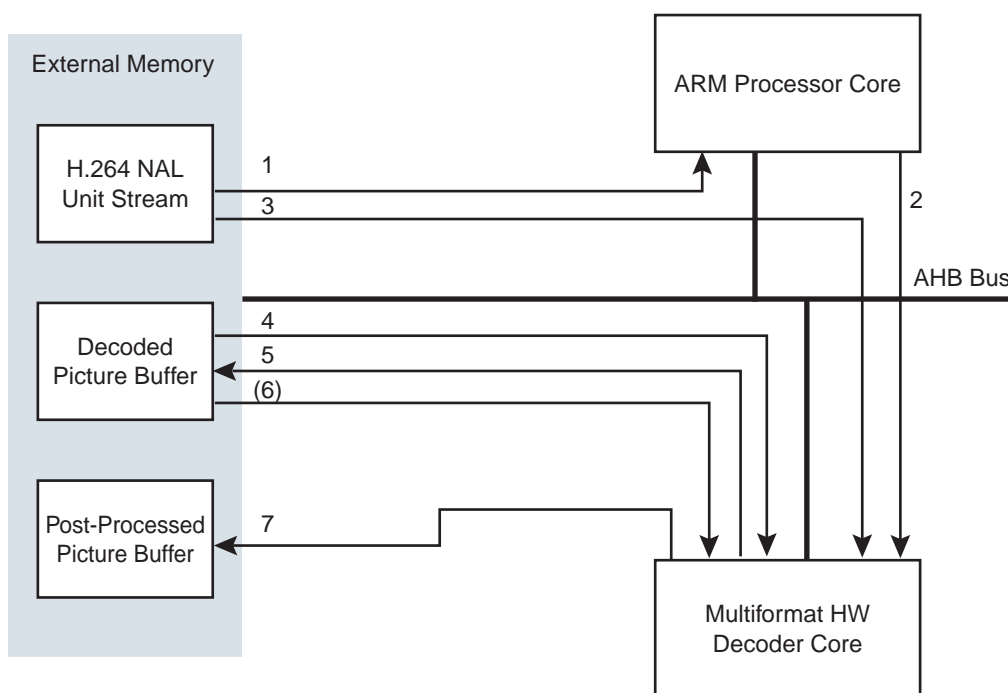 External Memory
ARM Processor Core
H.264 NAL
Unit Stream
1
3
2
AHB Bus
Decoded
Picture Buffer
4
5
(6)
Post-Processed
Picture Buffer
7
Multiformat HW
Decoder Core